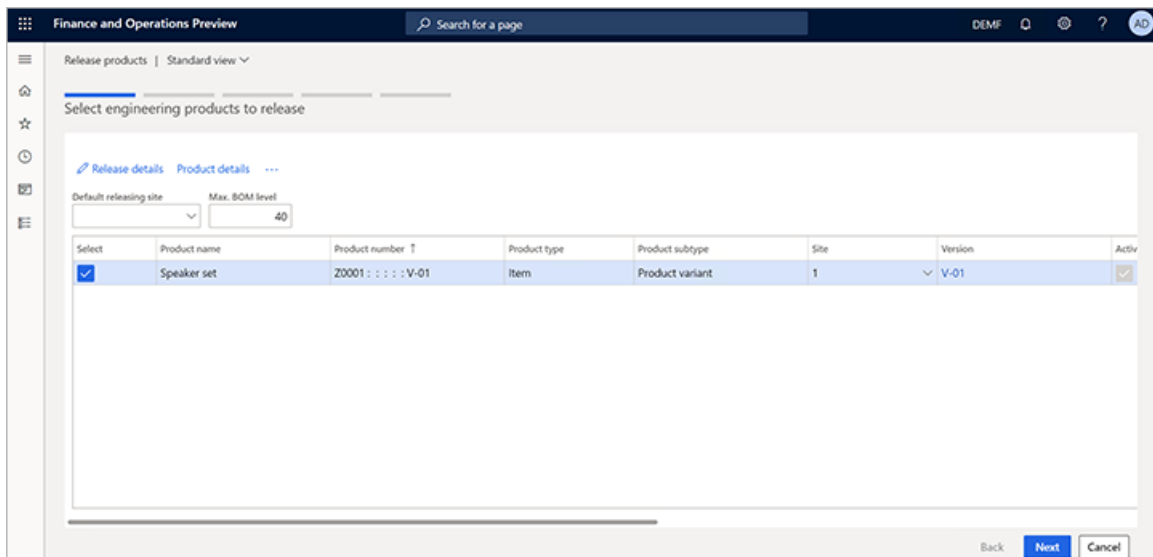 Finance and Operations Preview Search for a page DEMF ? AD
Release products | Standard view
Select engineering products to release
Release details Product details ...
Default releasing site Max. BOM level
40
Select Product name Product number ↑ Product type Product subtype Site Version Activ
Speaker set Z0001 : : : : : V-01 Item Product variant 1 V-01
Back Next Cancel